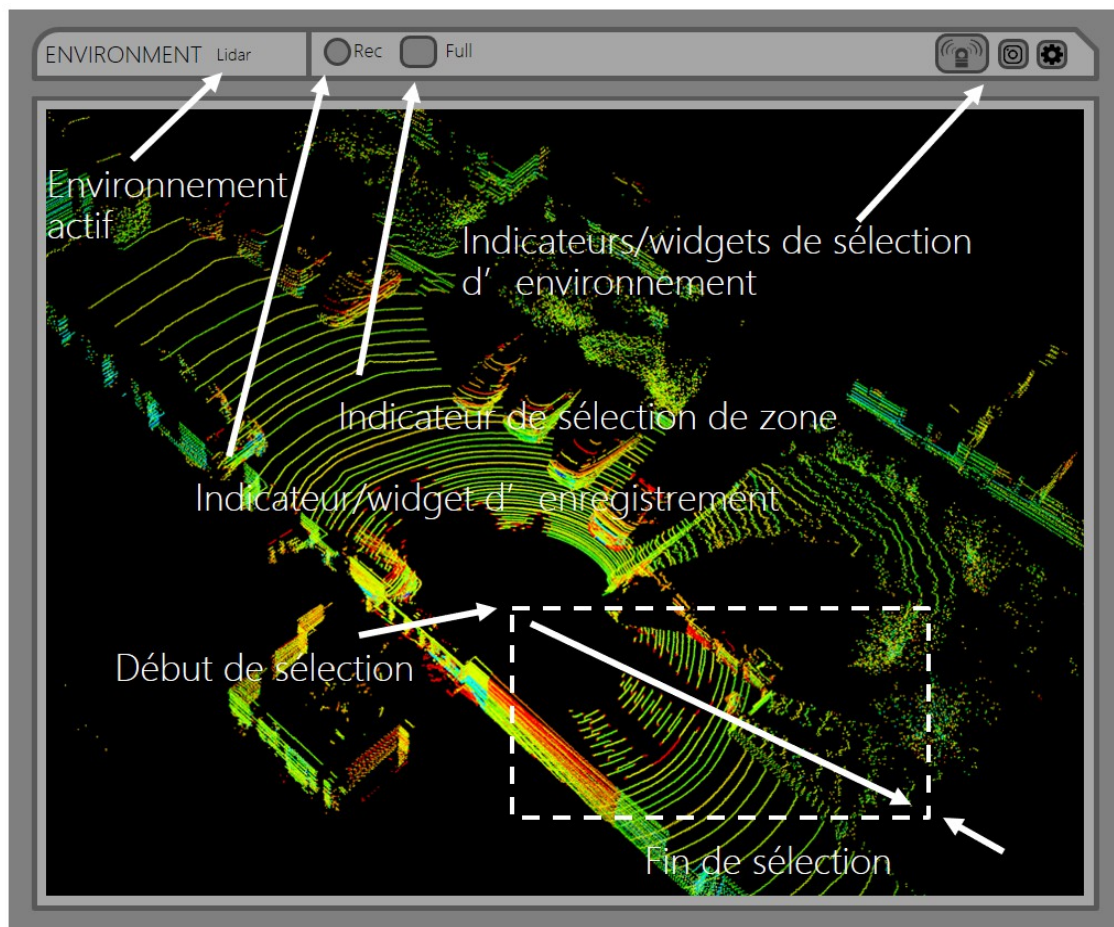 ENVIRONMENT Lidar
Rec
Full
Environnement
actif
Indicateurs/widgets de sélection
d’environnement
Indicateur de sélection de zone
Indicateur/widget d’enregistrement
Début de sélection
Fin de sélection